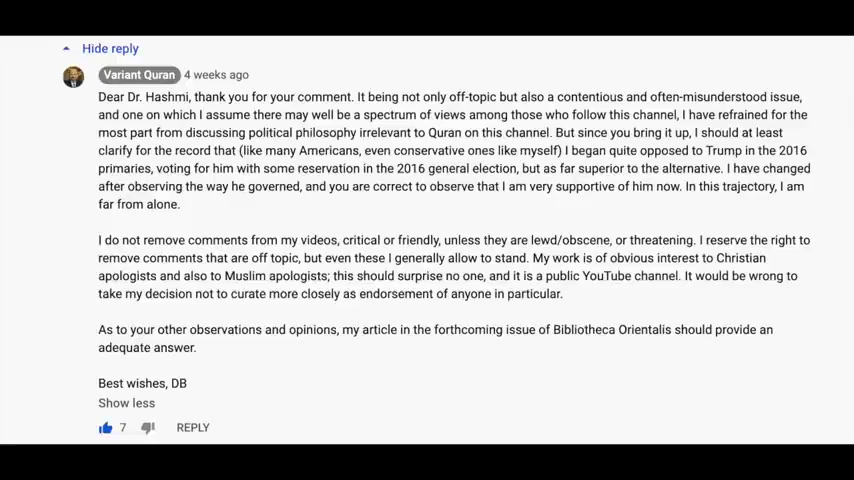 Hide reply
Variant Quran 4 weeks ago
Dear Dr. Hashmi, thank you for your comment. It being not only off-topic but also a contentious and often-misunderstood issue,
and one on which I assume there may well be a spectrum of views among those who follow this channel, I have refrained for the
most part from discussing political philosophy irrelevant to Quran on this channel. But since you bring it up, I should at least
clarify for the record that (like many Americans, even conservative ones like myself) I began quite opposed to Trump in the 2016
primaries, voting for him with some reservation in the 2016 general election, but as far superior to the alternative. I have changed
after observing the way he governed, and you are correct to observe that I am very supportive of him now. In this trajectory, I am
far from alone.
I do not remove comments from my videos, critical or friendly, unless they are lewd/obscene, or threatening. I reserve the right to
remove comments that are off topic, but even these I generally allow to stand. My work is of obvious interest to Christian
apologists and also to Muslim apologists; this should surprise no one, and it is a public YouTube channel. It would be wrong to
take my decision not to curate more closely as endorsement of anyone in particular.
As to your other observations and opinions, my article in the forthcoming issue of Bibliotheca Orientalis should provide an
adequate answer.
Best wishes, DB
Show less
7 REPLY